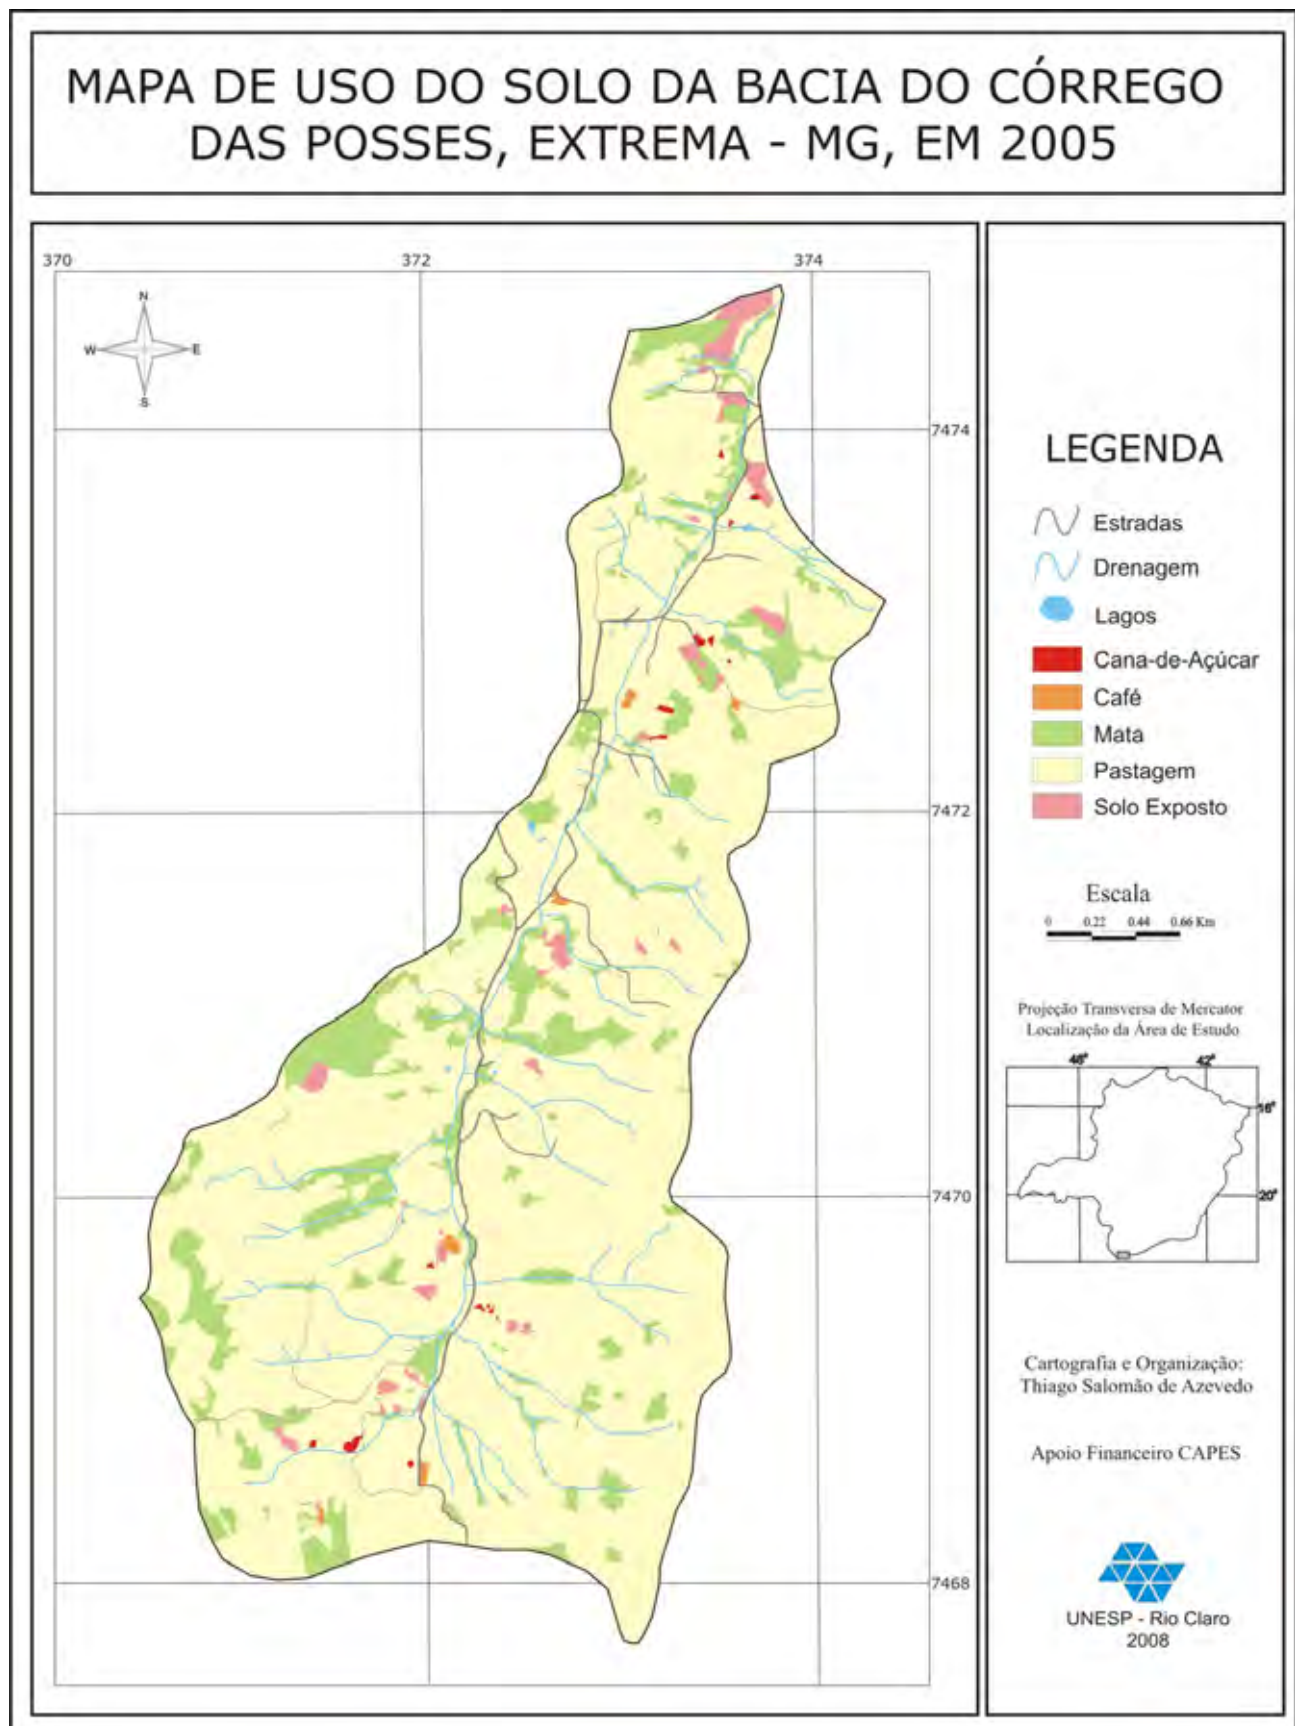 MAPA DE USO DO SOLO DA BACIA DO CÓRREGO
DAS POSSES, EXTREMA - MG, EM 2005
370
372
374
N
W
E
S
7474
7472
7470
7468
LEGENDA
Estradas
Drenagem
Lagos
Cana-de-Açúcar
Café
Mata
Pastagem
Solo Exposto
Escala
0 0.22 0.44 0.66 Km
Projeção Transversa de Mercator
Localização da Área de Estudo
46° 42°
16°
20°
Cartografia e Organização:
Thiago Salomão de Azevedo
Apoio Financeiro CAPES
UNESP - Rio Claro
2008